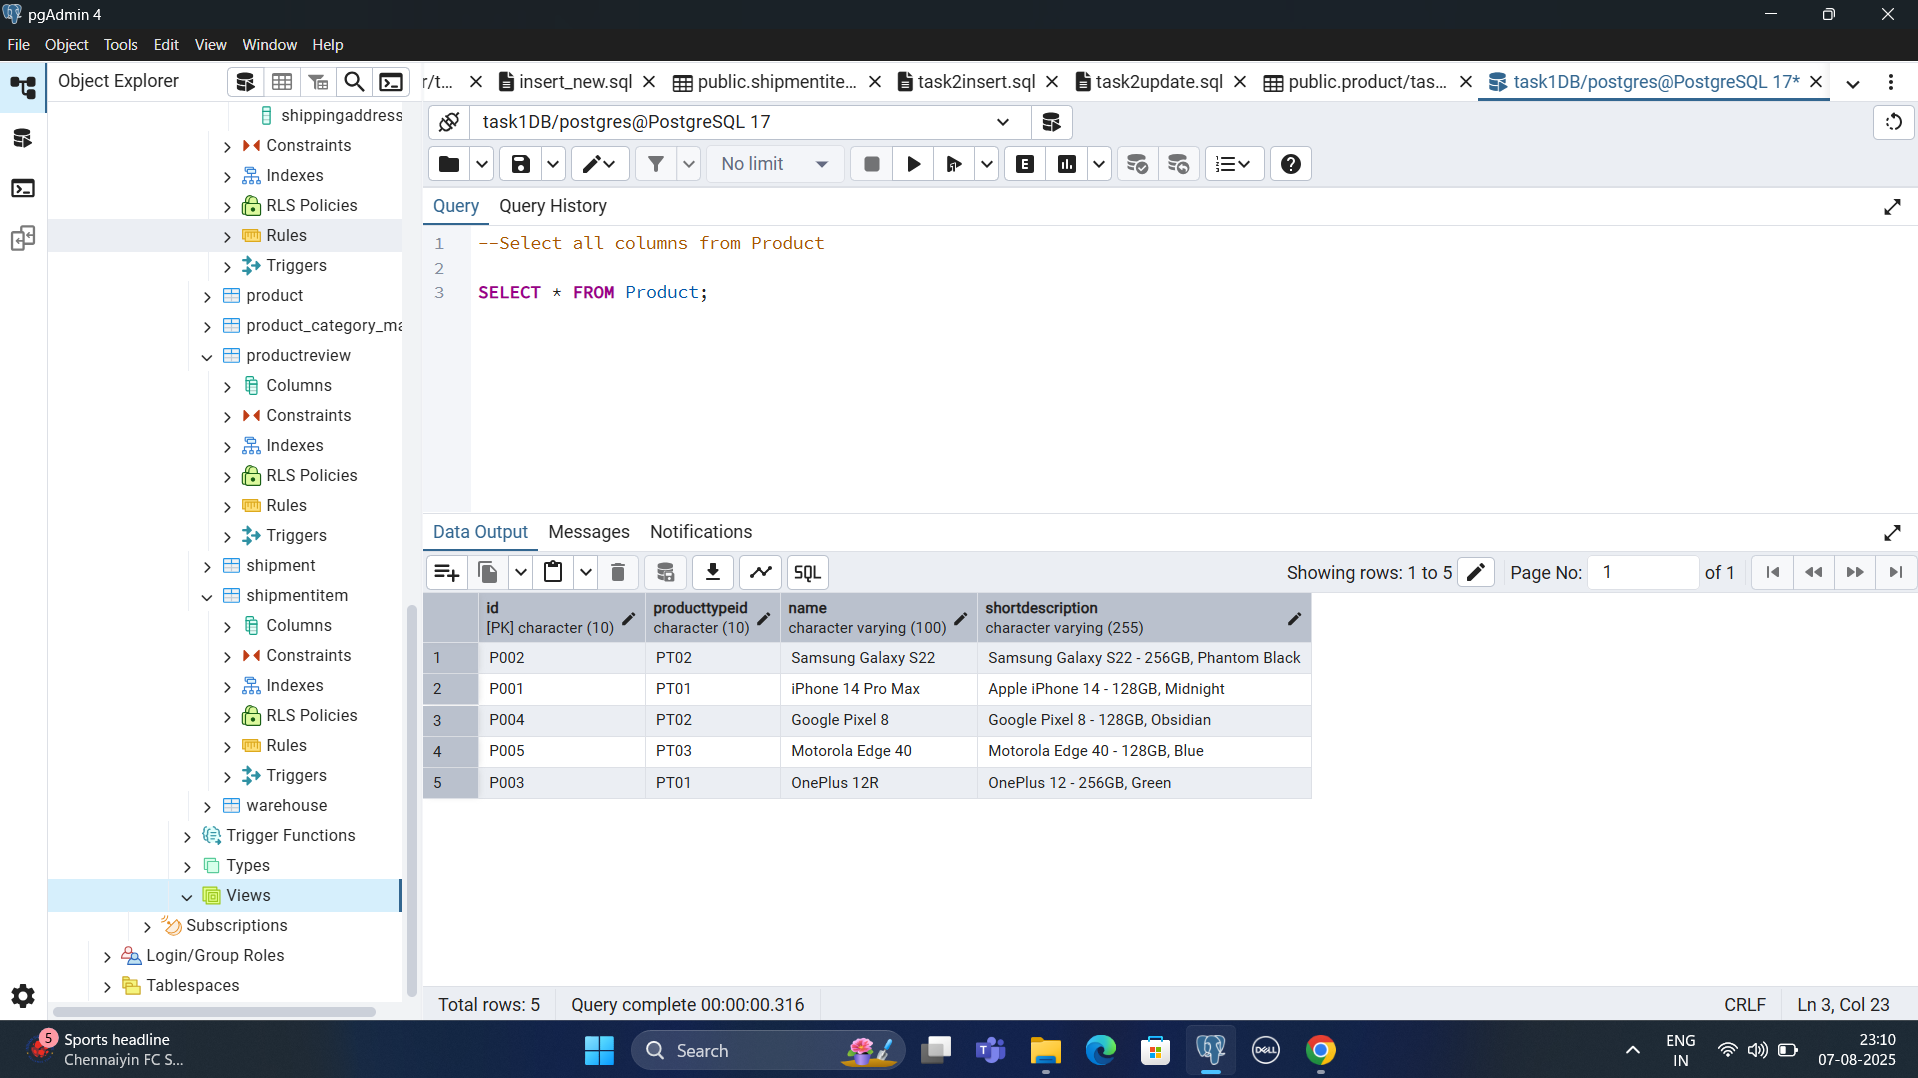 pgAdmin 4
File Object Tools Edit View Window Help
Object Explorer
r/t... insert_new.sql public.shipmentite... task2insert.sql task2update.sql public.product/tas... task1DB/postgres@PostgreSQL 17*
task1DB/postgres@PostgreSQL 17
No limit
Query Query History
1 --Select all columns from Product
2
3 SELECT * FROM Product;
shippingaddress
Constraints
Indexes
RLS Policies
Rules
Triggers
product
product_category_ma
productreview
Columns
Constraints
Indexes
RLS Policies
Rules
Triggers
shipment
shipmentitem
Columns
Constraints
Indexes
RLS Policies
Rules
Triggers
warehouse
Trigger Functions
Types
Views
Subscriptions
Login/Group Roles
Tablespaces
Data Output Messages Notifications
SQL Showing rows: 1 to 5 Page No: 1 of 1
id producttypeid name shortdescription
[PK] character (10) character (10) character varying (100) character varying (255)
1 P002 PT02 Samsung Galaxy S22 Samsung Galaxy S22 - 256GB, Phantom Black
2 P001 PT01 iPhone 14 Pro Max Apple iPhone 14 - 128GB, Midnight
3 P004 PT02 Google Pixel 8 Google Pixel 8 - 128GB, Obsidian
4 P005 PT03 Motorola Edge 40 Motorola Edge 40 - 128GB, Blue
5 P003 PT01 OnePlus 12R OnePlus 12 - 256GB, Green
Total rows: 5 Query complete 00:00:00.316 CRLF Ln 3, Col 23
5 Sports headline
Chennaiyin FC S...
Search
DELL
ENG
IN
23:10
07-08-2025